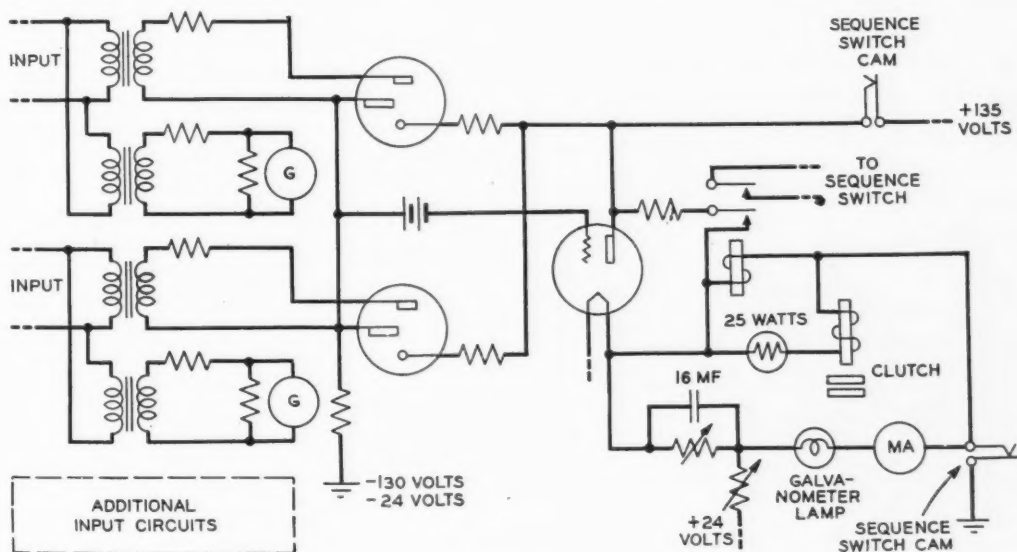 SEQUENCE
SWITCH
CAM
INPUT
+135
VOLTS
TO
SEQUENCE
SWITCH
G
INPUT
25 WATTS
CLUTCH
16 MF
G
MA
GALVA-
NOMETER
LAMP
-130 VOLTS
-24 VOLTS
+24
VOLTS
SEQUENCE
SWITCH CAM
ADDITIONAL
INPUT CIRCUITS